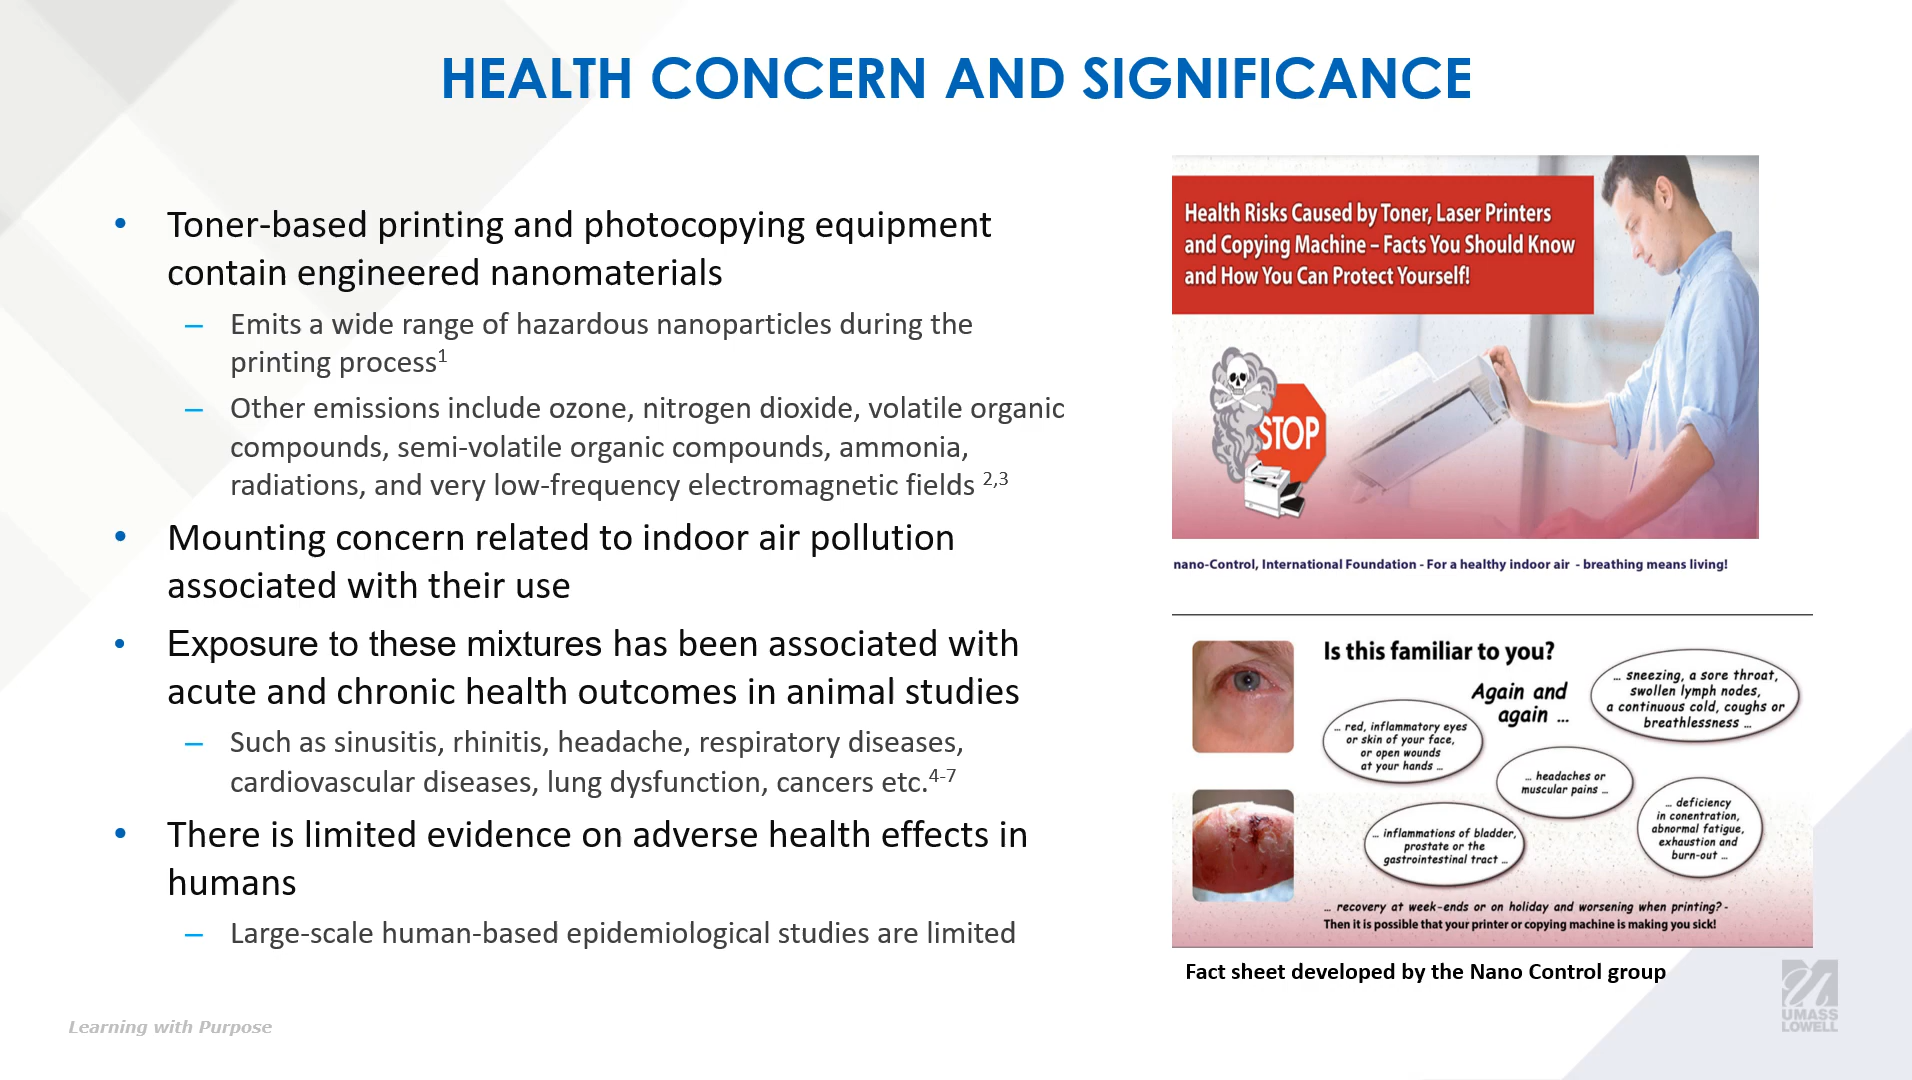 HEALTH CONCERN AND SIGNIFICANCE
• Toner-based printing and photocopying equipment
contain engineered nanomaterials
– Emits a wide range of hazardous nanoparticles during the
printing process1
– Other emissions include ozone, nitrogen dioxide, volatile organic
compounds, semi-volatile organic compounds, ammonia,
radiations, and very low-frequency electromagnetic fields 2,3
• Mounting concern related to indoor air pollution
associated with their use
• Exposure to these mixtures has been associated with
acute and chronic health outcomes in animal studies
– Such as sinusitis, rhinitis, headache, respiratory diseases,
cardiovascular diseases, lung dysfunction, cancers etc.4-7
• There is limited evidence on adverse health effects in
humans
– Large-scale human-based epidemiological studies are limited
Health Risks Caused by Toner, Laser Printers
and Copying Machine – Facts You Should Know
and How You Can Protect Yourself!
STOP
nano-Control, International Foundation - For a healthy indoor air - breathing means living!
Is this familiar to you?
Again and
again ...
... sneezing, a sore throat,
swollen lymph nodes,
a continuous cold, coughs or
breathlessness ...
... red, inflammatory eyes
or skin of your face,
or open wounds
at your hands ...
... headaches or
muscular pains ...
... deficiency
in conentration,
abnormal fatigue,
exhaustion and
burn-out ...
... inflammations of bladder,
prostate or the
gastrointestinal tract ...
... recovery at week-ends or on holiday and worsening when printing? -
Then it is possible that your printer or copying machine is making you sick!
Fact sheet developed by the Nano Control group
Learning with Purpose
UMASS
LOWELL